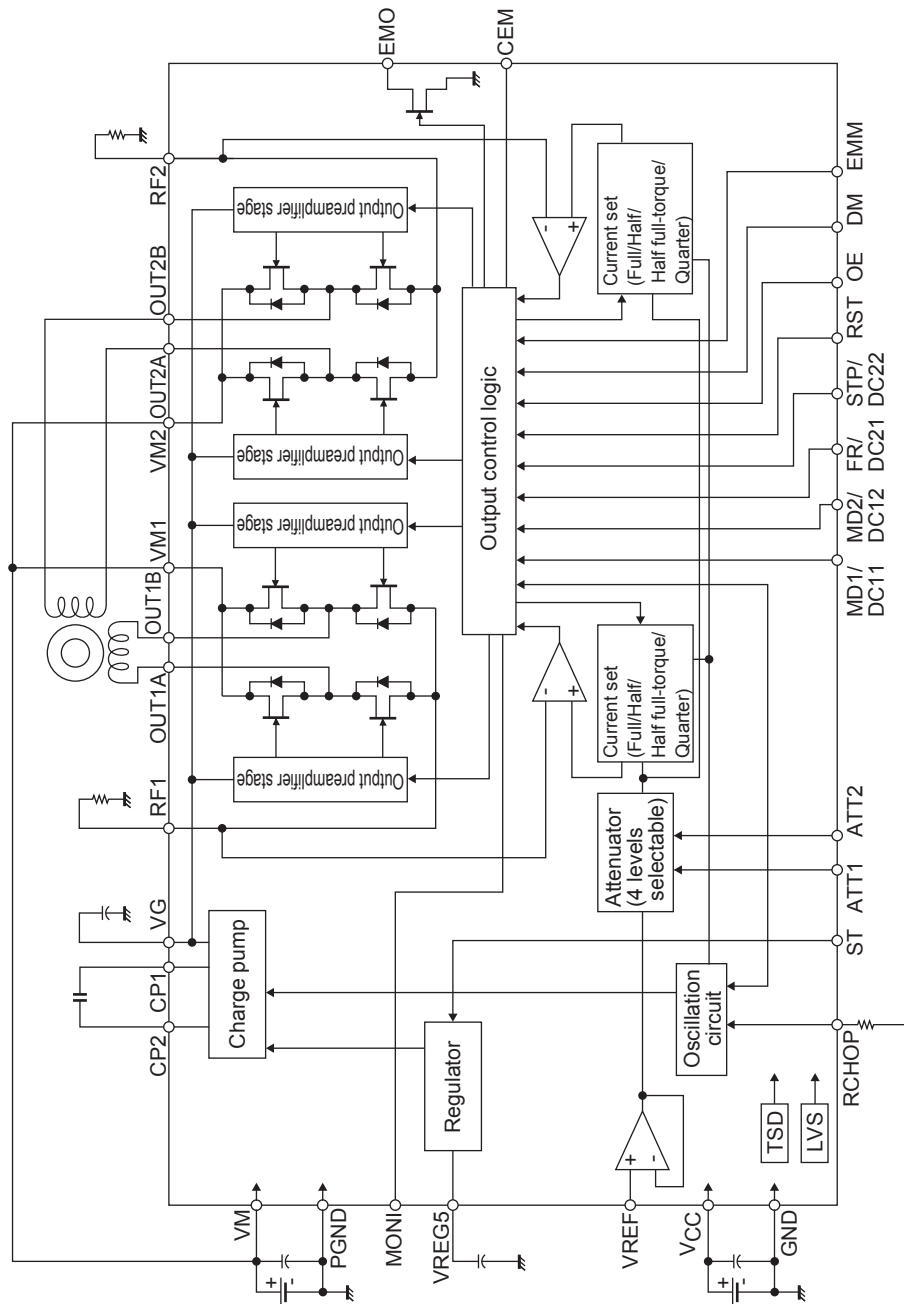 CP2
CP1
VG
RF1
OUT1A
OUT1B
VM1
VM2
OUT2A
OUT2B
RF2
VM
+
-
PGND
MONI
VREG5
VREF
VCC
+
-
GND
EMO
CEM
Charge pump
Regulator
Output preamplifier stage
Output preamplifier stage
Output preamplifier stage
Output preamplifier stage
Output control logic
+
-
Attenuator
(4 levels
selectable)
-
+
Current set
(Full/Half/
Half full-torque/
Quarter)
-
+
Current set
(Full/Half/
Half full-torque/
Quarter)
Oscillation
circuit
TSD
LVS
RCHOP
ST
ATT1
ATT2
MD1/
DC11
MD2/
DC12
FR/
DC21
STP/
DC22
RST
OE
DM
EMM